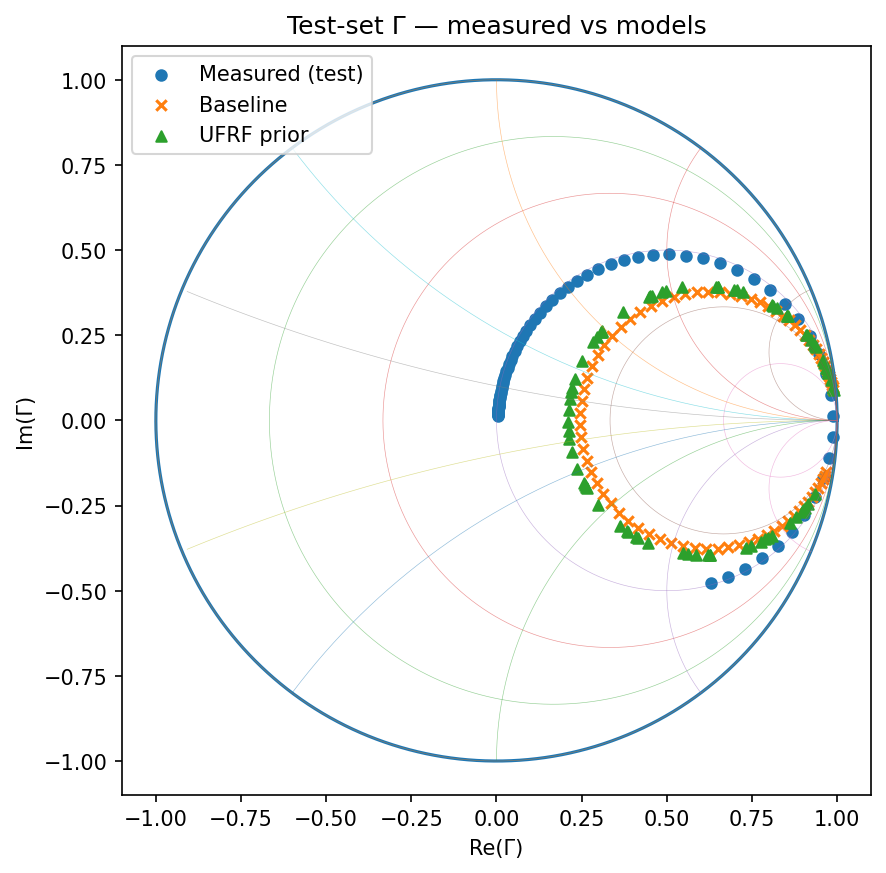 Test-set Γ — measured vs models
Measured (test)
Baseline
UFRF prior
1.00
0.75
0.50
0.25
0.00
−0.25
−0.50
−0.75
−1.00
Im(Γ)
−1.00 −0.75 −0.50 −0.25 0.00 0.25 0.50 0.75 1.00
Re(Γ)